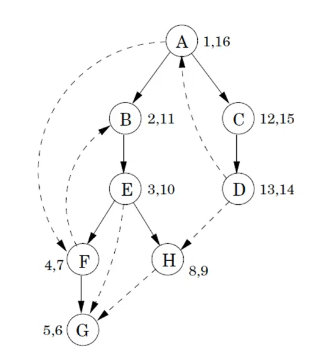 A 1,16
B 2,11 C 12,15
E 3,10 D 13,14
4,7 F H 8,9
5,6 G